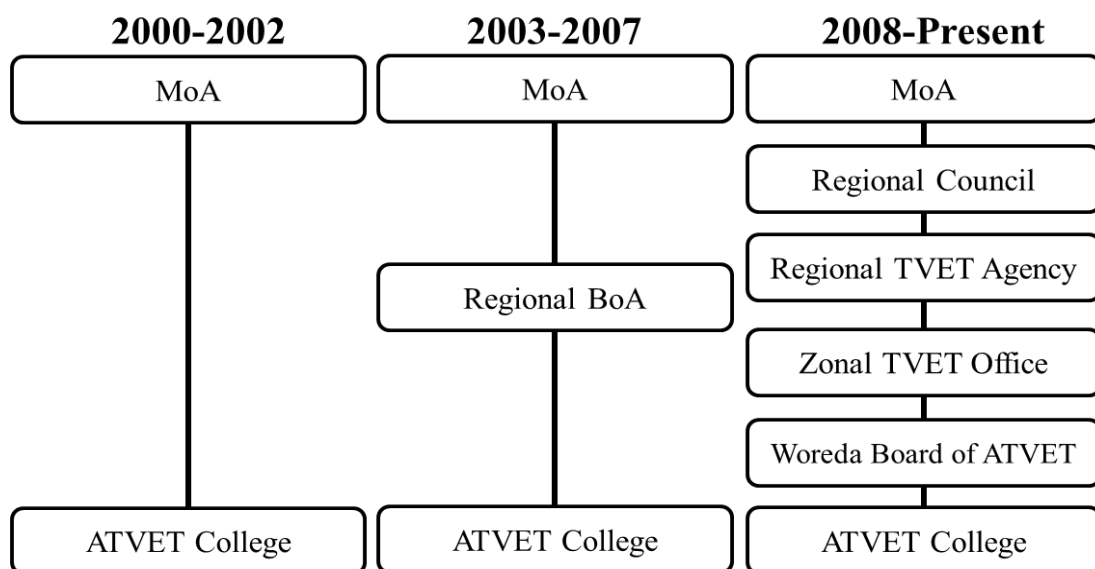 2000-2002
MoA
ATVET College
2003-2007
MoA
Regional BoA
ATVET College
2008-Present
MoA
Regional Council
Regional TVET Agency
Zonal TVET Office
Woreda Board of ATVET
ATVET College